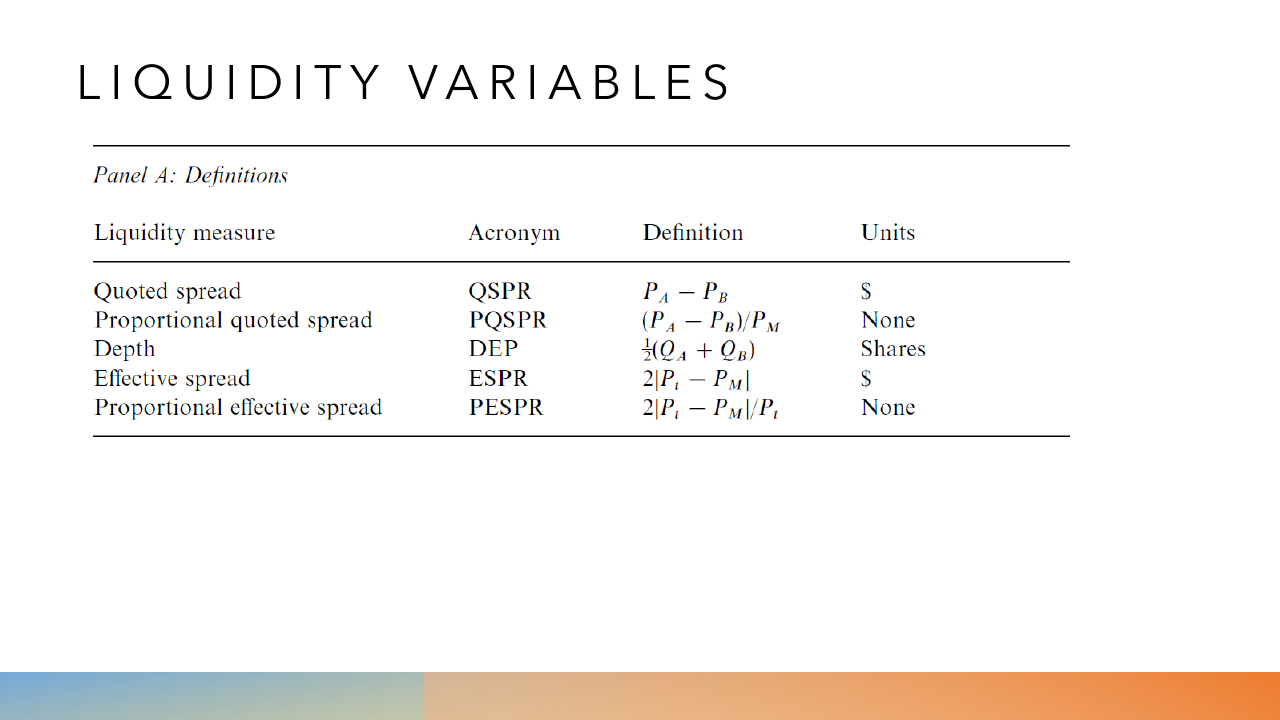 LIQUIDITY VARIABLES
Panel A: Definitions
Liquidity measure Acronym Definition Units
Quoted spread QSPR P_A − P_B $
Proportional quoted spread PQSPR (P_A − P_B)/P_M None
Depth DEP ½(Q_A + Q_B) Shares
Effective spread ESPR 2|P_t − P_M| $
Proportional effective spread PESPR 2|P_t − P_M|/P_t None